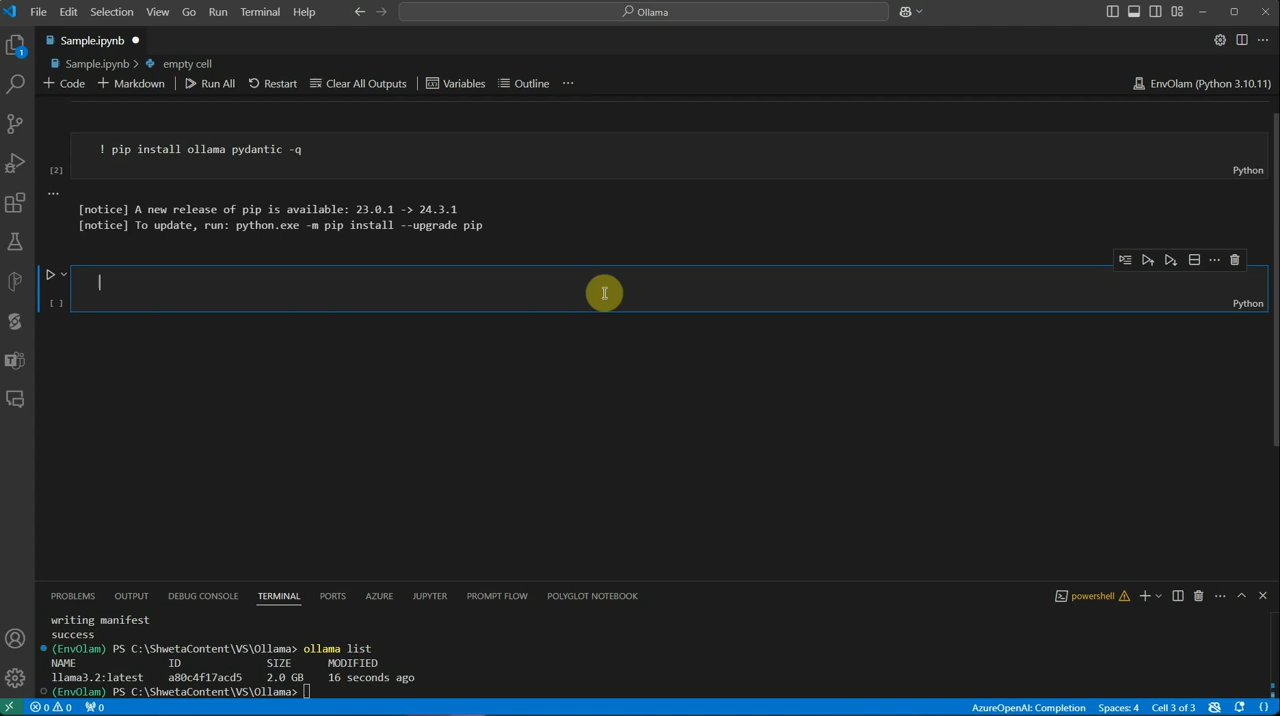 File Edit Selection View Go Run Terminal Help
Ollama
Sample.ipynb
Sample.ipynb > empty cell
+ Code + Markdown Run All Restart Clear All Outputs Variables Outline ...
EnvOlam (Python 3.10.11)
! pip install ollama pydantic -q
[2]
Python
...
[notice] A new release of pip is available: 23.0.1 -> 24.3.1
[notice] To update, run: python.exe -m pip install --upgrade pip
[ ]
Python
PROBLEMS OUTPUT DEBUG CONSOLE TERMINAL PORTS AZURE JUPYTER PROMPT FLOW POLYGLOT NOTEBOOK
powershell
writing manifest
success
(EnvOlam) PS C:\ShwetaContent\VS\Ollama> ollama list
NAME ID SIZE MODIFIED
llama3.2:latest a80c4f17acd5 2.0 GB 16 seconds ago
(EnvOlam) PS C:\ShwetaContent\VS\Ollama>
1
0 0 0
AzureOpenAI: Completion Spaces: 4 Cell 3 of 3